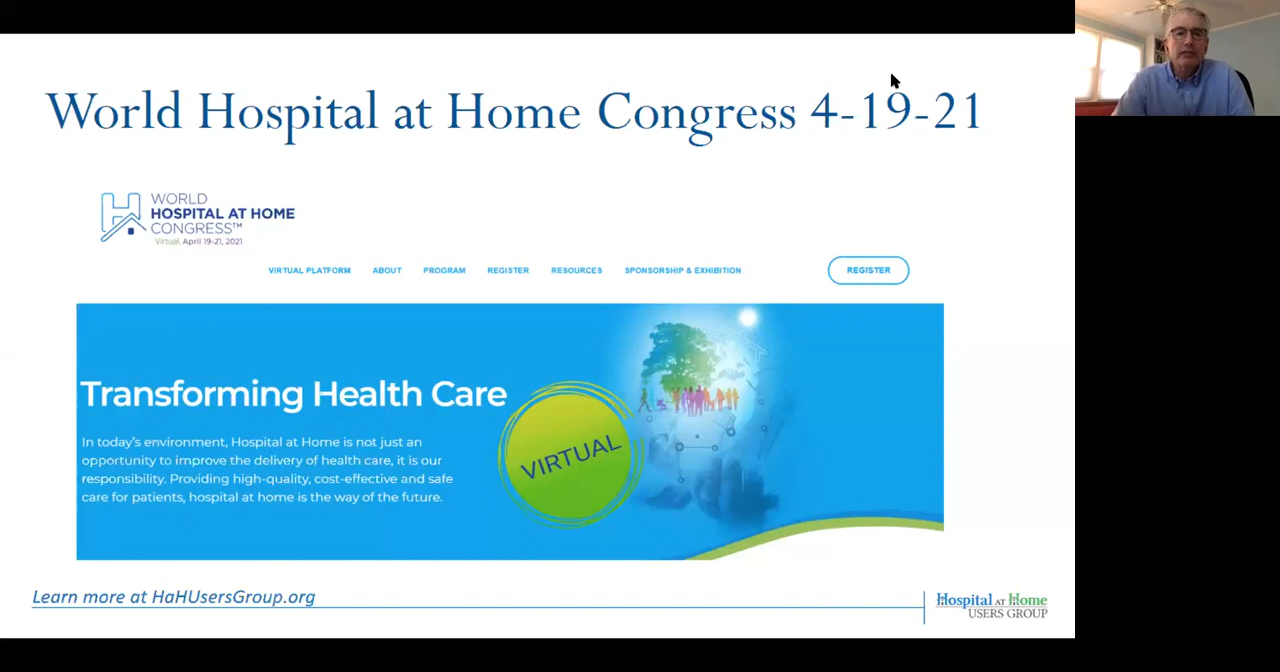 World Hospital at Home Congress 4-19-21
WORLD
HOSPITAL AT HOME
CONGRESS™
Virtual, April 19-21, 2021
VIRTUAL PLATFORM ABOUT PROGRAM REGISTER RESOURCES SPONSORSHIP & EXHIBITION REGISTER
Transforming Health Care
In today's environment, Hospital at Home is not just an
opportunity to improve the delivery of health care, it is our
responsibility. Providing high-quality, cost-effective and safe
care for patients, hospital at home is the way of the future.
VIRTUAL
Learn more at HaHUsersGroup.org
Hospital AT Home
USERS GROUP